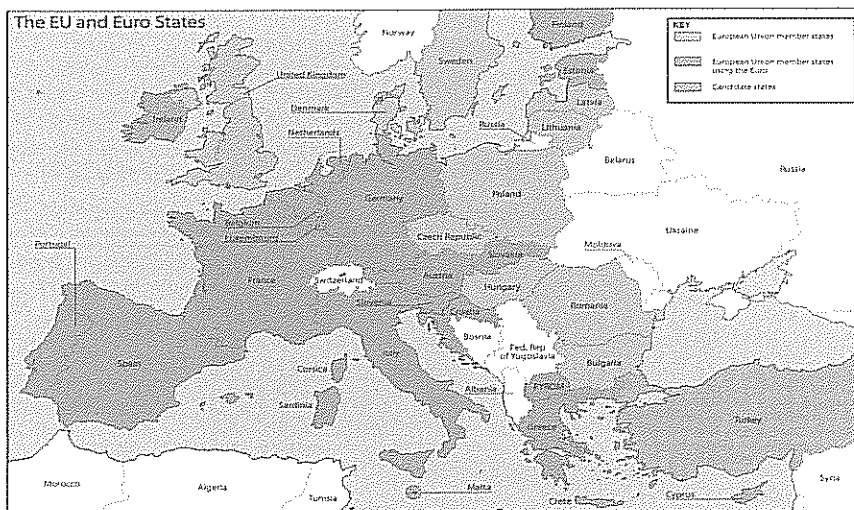 The EU and Euro States
KEY
European Union member states
European Union member states
using the Euro
Candidate states
Norway
Finland
Sweden
Estonia
United Kingdom
Latvia
Denmark
Ireland
Russia
Lithuania
Netherlands
Belarus
Russia
Germany
Poland
Belgium
Luxembourg
Czech Republic
Ukraine
Moldova
Portugal
Slovakia
France
Switzerland
Austria
Hungary
Slovenia
Romania
Croatia
Bosnia
Fed. Rep
of Yugoslavia
Italy
Bulgaria
Spain
Corsica
Albania
FYROM
Sardinia
Greece
Turkey
Morocco
Algeria
Tunisia
Malta
Crete
Cyprus
Syria